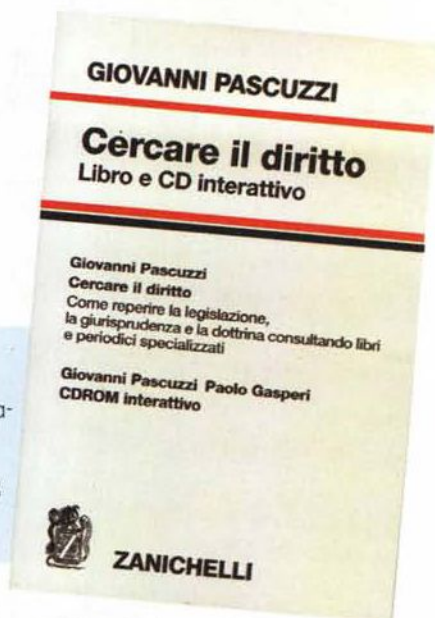 GIOVANNI PASCUZZI
Cercare il diritto
Libro e CD interattivo
Giovanni Pascuzzi
Cercare il diritto
Come reperire la legislazione,
la giurisprudenza e la dottrina consultando libri
e periodici specializzati
Giovanni Pascuzzi Paolo Gasperi
CDROM interattivo
ZANICHELLI